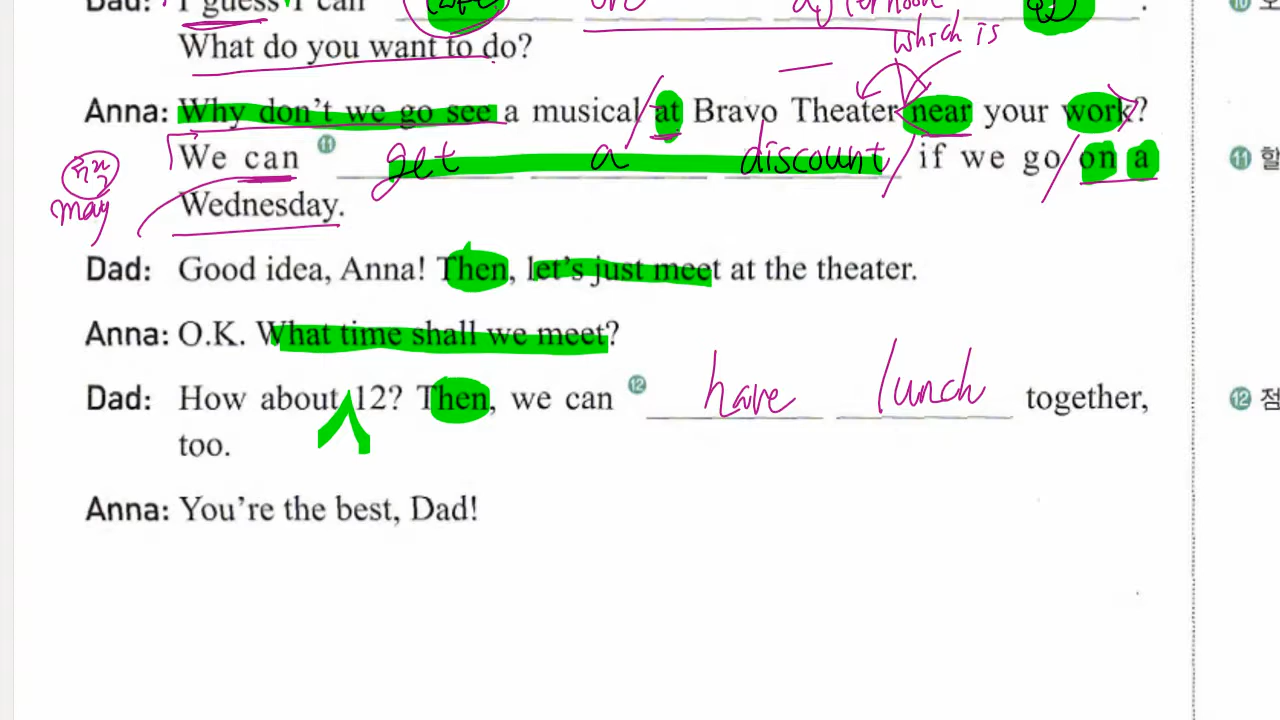 Dad: I guess I can one afternoon
What do you want to do?
which is
Anna: Why don't we go see a musical at Bravo Theater near your work?
We can ⑪ get a discount if we go on a
may
Wednesday.
Dad: Good idea, Anna! Then, let's just meet at the theater.
Anna: O.K. What time shall we meet?
Dad: How about 12? Then, we can ⑫ have lunch together,
too.
Anna: You're the best, Dad!
⑪ 할
⑫ 점